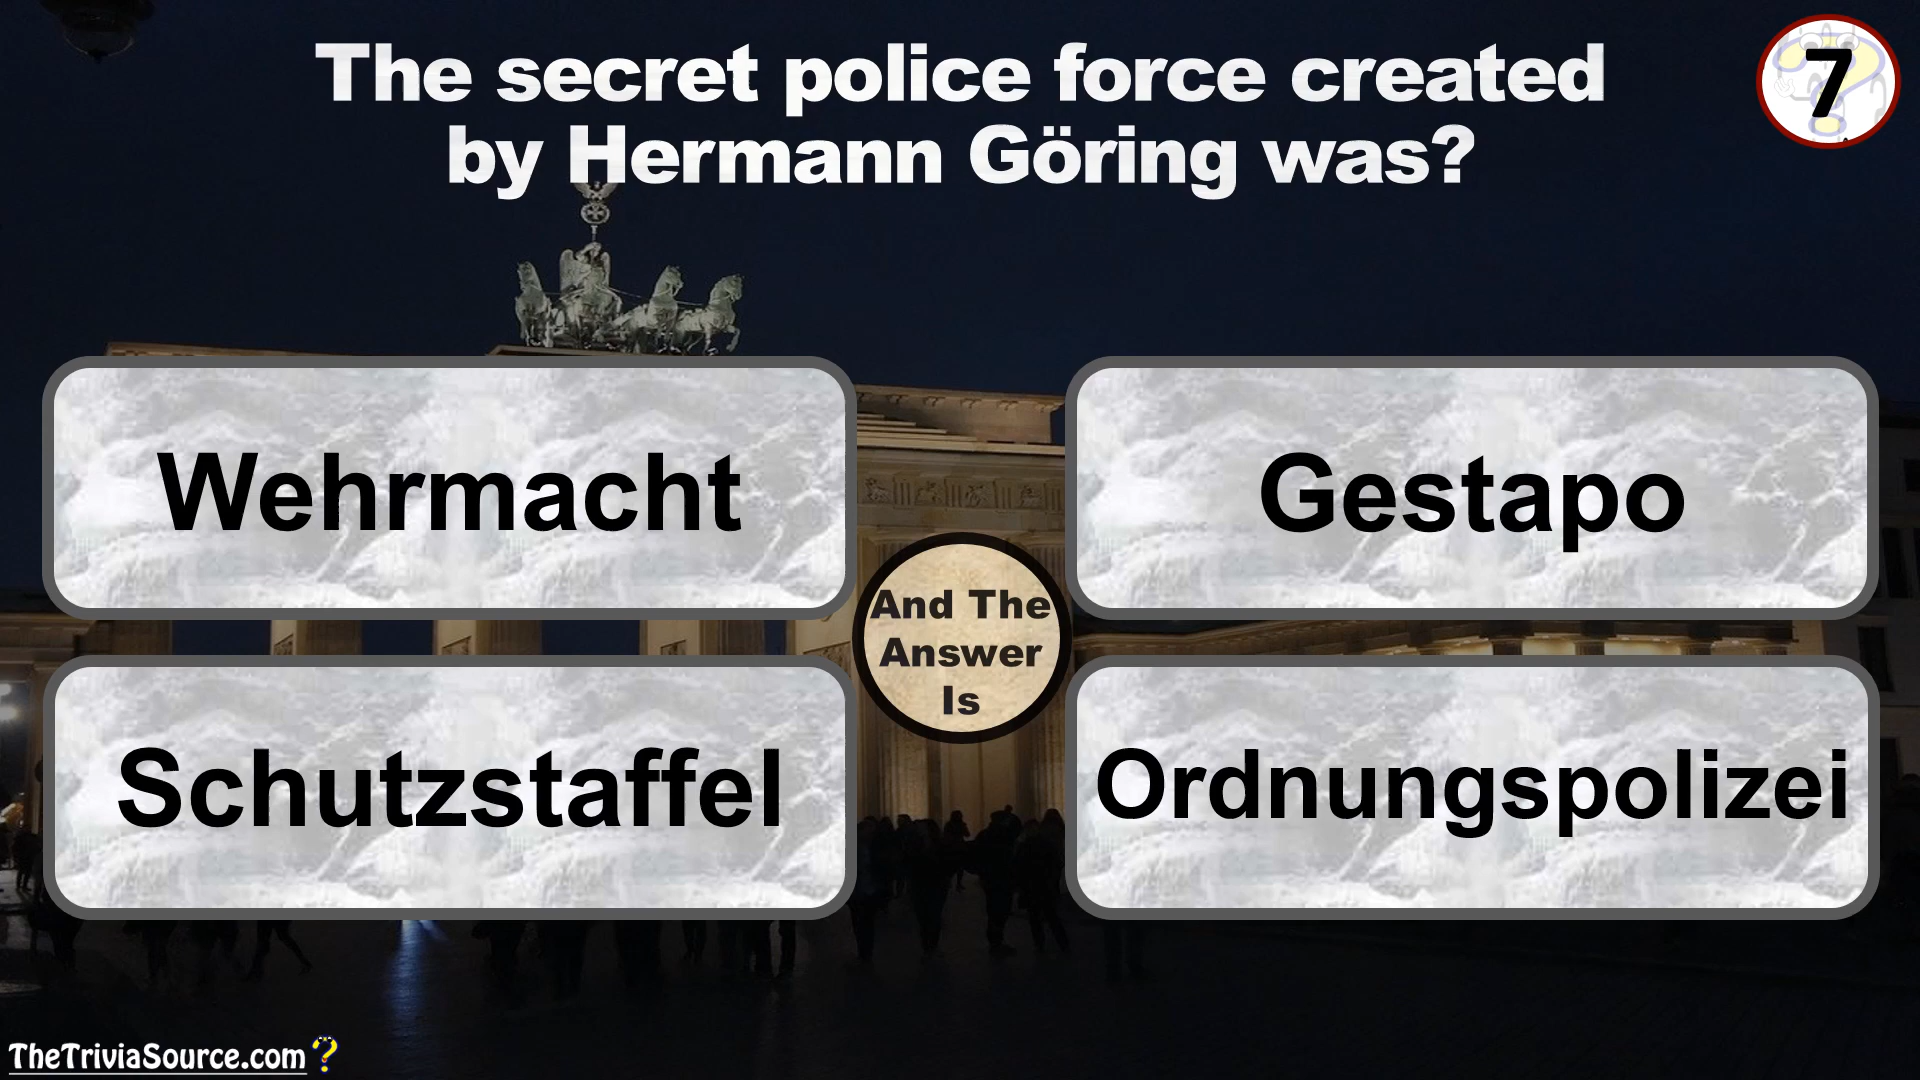 The secret police force created
by Hermann Göring was?
7
Wehrmacht
Gestapo
And The
Answer
Is
Schutzstaffel
Ordnungspolizei
TheTriviaSource.com?